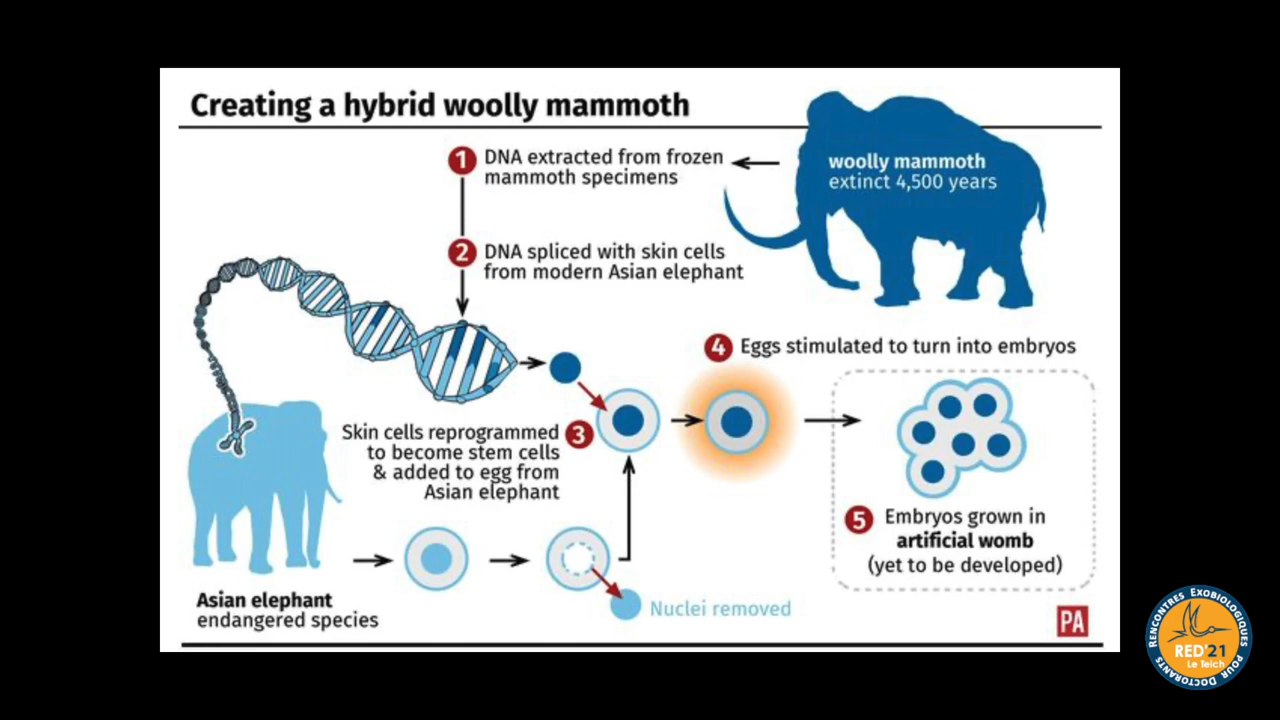 Creating a hybrid woolly mammoth
1 DNA extracted from frozen
mammoth specimens
woolly mammoth
extinct 4,500 years
2 DNA spliced with skin cells
from modern Asian elephant
4 Eggs stimulated to turn into embryos
Skin cells reprogrammed 3
to become stem cells
& added to egg from
Asian elephant
5 Embryos grown in
artificial womb
(yet to be developed)
Asian elephant
endangered species
Nuclei removed
PA
RENCONTRES EXOBIOLOGIQUES POUR DOCTORANTS
RED'21
Le Teich